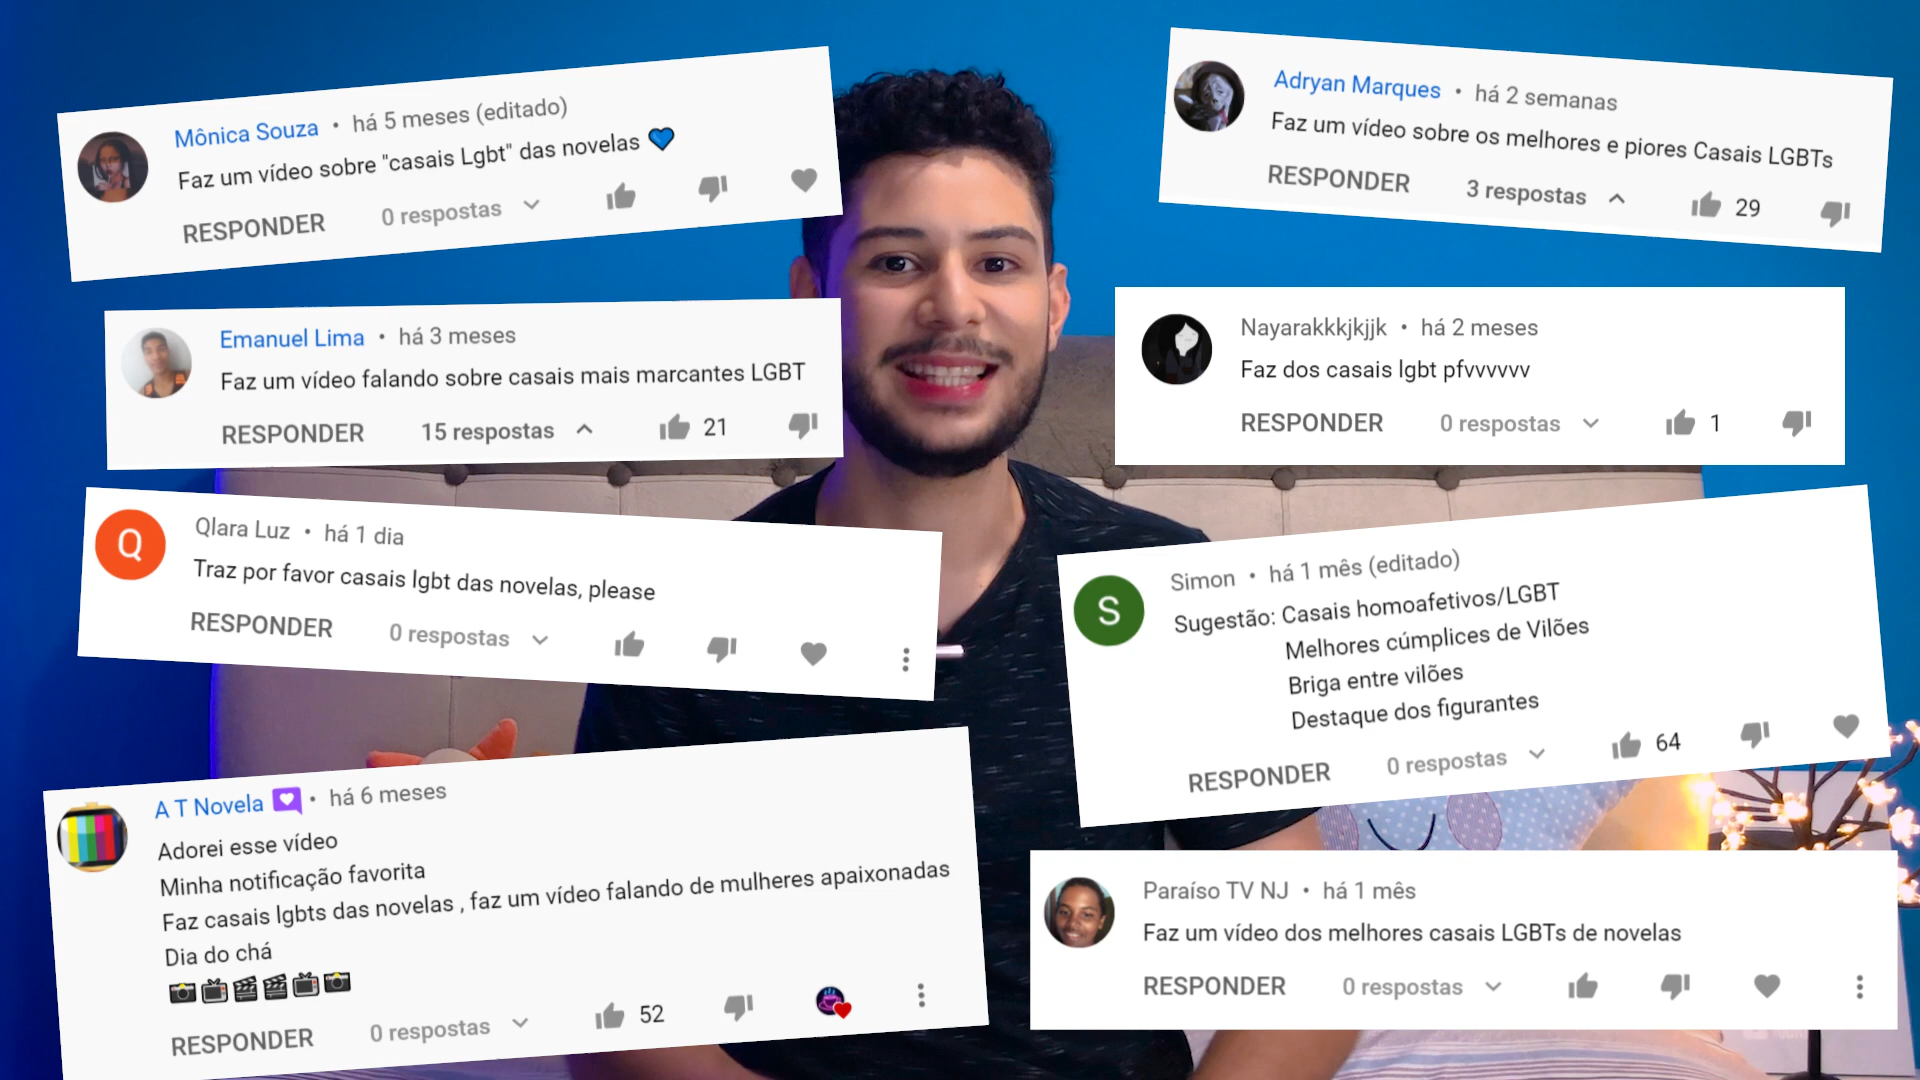 Mônica Souza • há 5 meses (editado)
Faz um vídeo sobre "casais Lgbt" das novelas 💙
RESPONDER 0 respostas
Emanuel Lima • há 3 meses
Faz um vídeo falando sobre casais mais marcantes LGBT
RESPONDER 15 respostas 21
Q
Qlara Luz • há 1 dia
Traz por favor casais lgbt das novelas, please
RESPONDER 0 respostas
A T Novela • há 6 meses
Adorei esse vídeo
Minha notificação favorita
Faz casais lgbts das novelas , faz um vídeo falando de mulheres apaixonadas
Dia do chá
📷📺🎬🎬📺📷
RESPONDER 0 respostas 52
Adryan Marques • há 2 semanas
Faz um vídeo sobre os melhores e piores Casais LGBTs
RESPONDER 3 respostas 29
Nayarakkkjkjjk • há 2 meses
Faz dos casais lgbt pfvvvvvv
RESPONDER 0 respostas 1
S
Simon • há 1 mês (editado)
Sugestão: Casais homoafetivos/LGBT
Melhores cúmplices de Vilões
Briga entre vilões
Destaque dos figurantes
RESPONDER 0 respostas 64
Paraíso TV NJ • há 1 mês
Faz um vídeo dos melhores casais LGBTs de novelas
RESPONDER 0 respostas